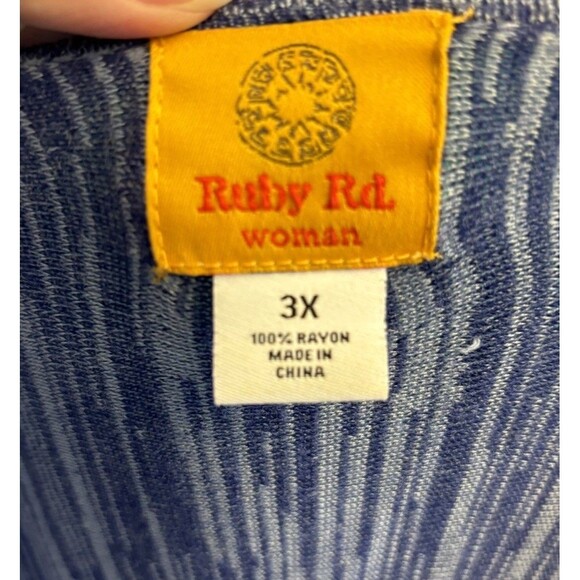 Ruby Rd.
woman
3X
100% RAYON
MADE IN
CHINA